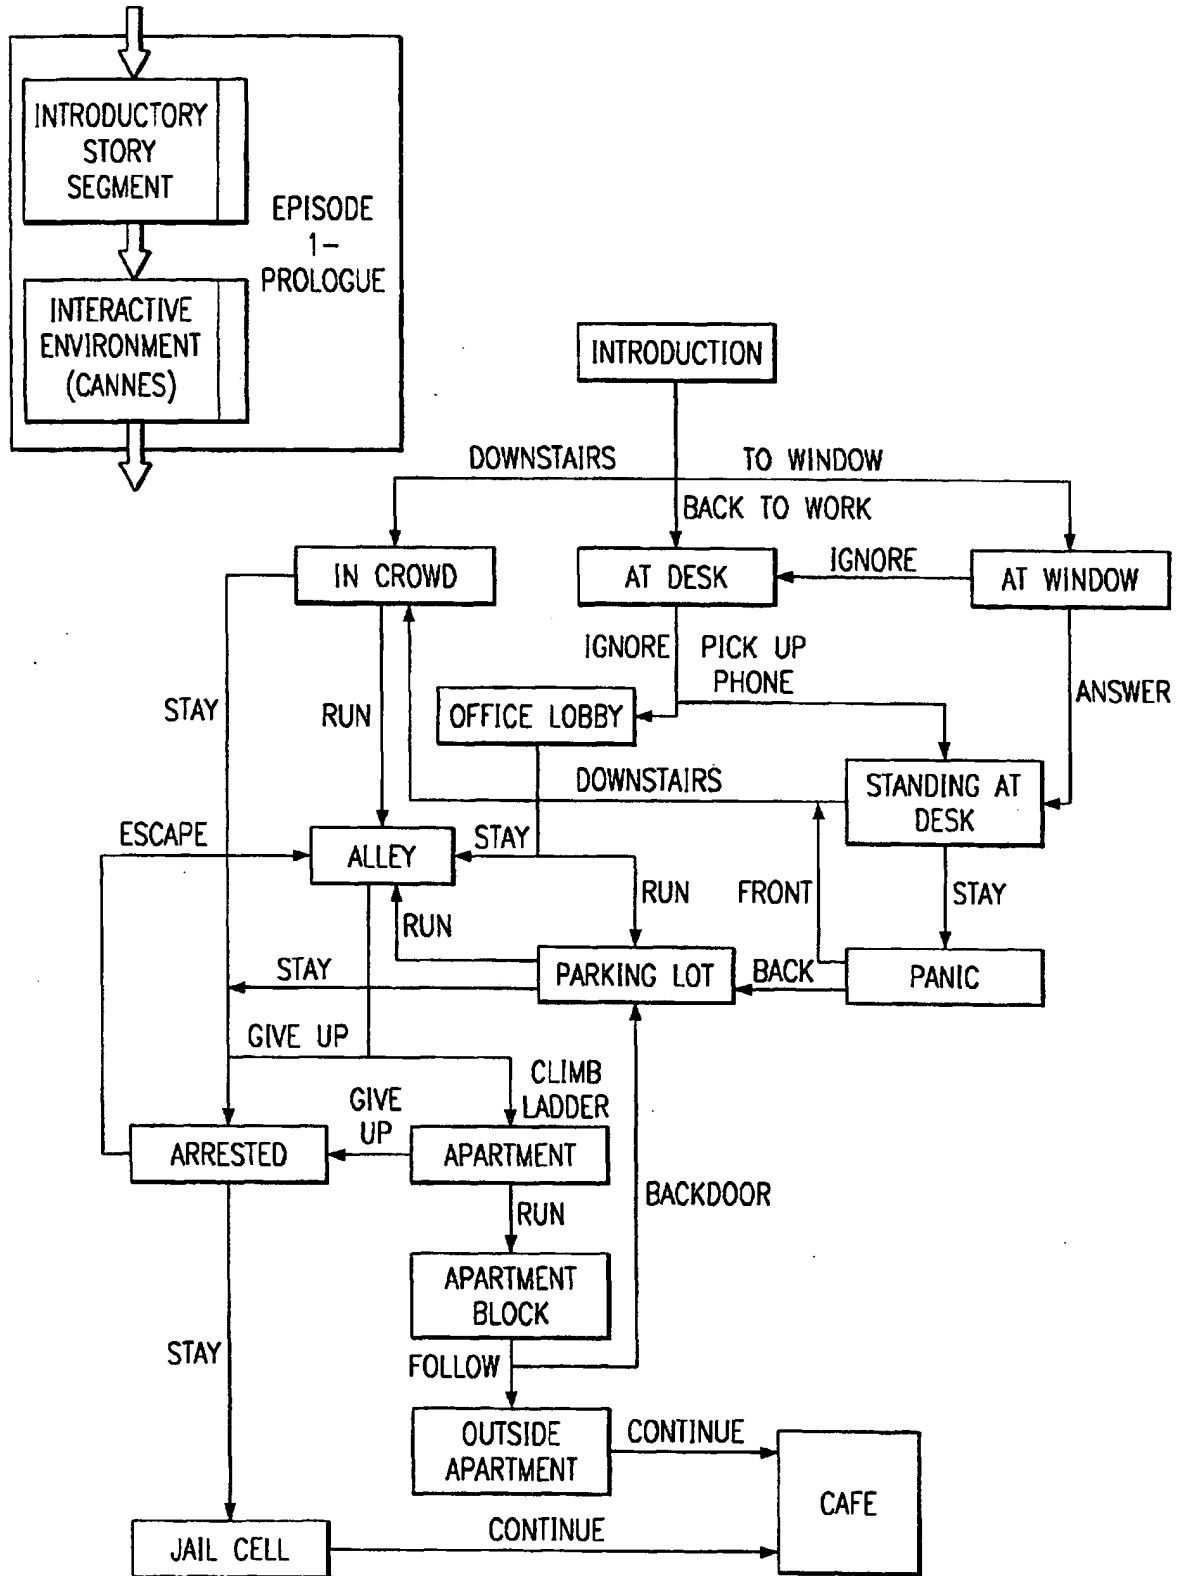 INTRODUCTORY
STORY
SEGMENT
EPISODE
1-
PROLOGUE
INTERACTIVE
ENVIRONMENT
(CANNES)
INTRODUCTION
DOWNSTAIRS
TO WINDOW
BACK TO WORK
IN CROWD
AT DESK
IGNORE
AT WINDOW
IGNORE
PICK UP
PHONE
ANSWER
STAY
RUN
OFFICE LOBBY
DOWNSTAIRS
STANDING AT
DESK
ESCAPE
ALLEY
STAY
RUN
FRONT
STAY
RUN
STAY
PARKING LOT
BACK
PANIC
GIVE UP
CLIMB
LADDER
GIVE
UP
ARRESTED
APARTMENT
BACKDOOR
RUN
APARTMENT
BLOCK
STAY
FOLLOW
OUTSIDE
APARTMENT
CONTINUE
CAFE
JAIL CELL
CONTINUE